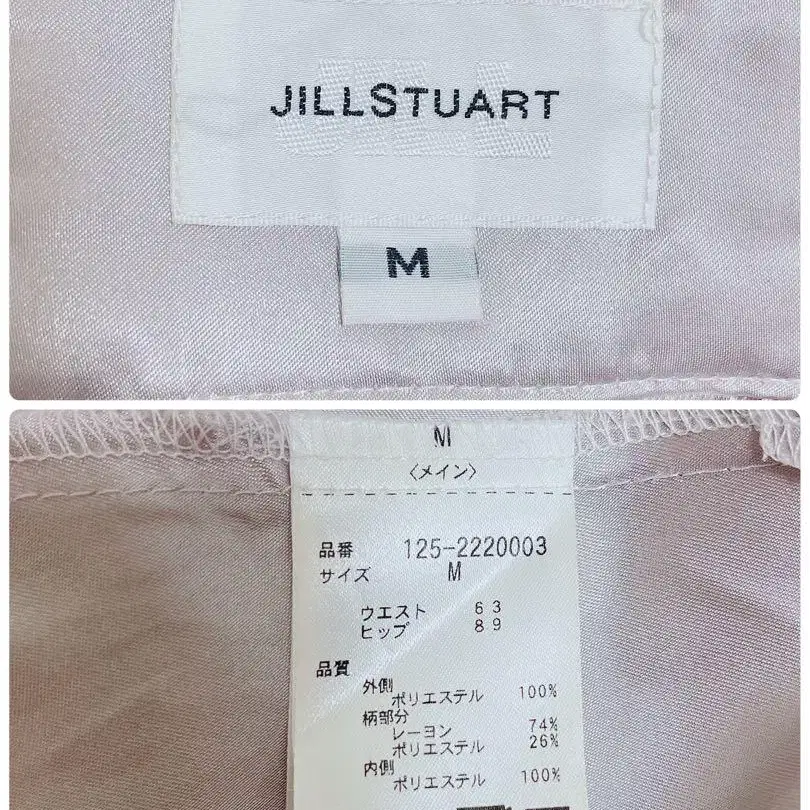 JILLSTUART
M
M
〈メイン〉
品番 125-2220003
サイズ M
ウエスト 63
ヒップ 89
品質
外側
ポリエステル 100%
柄部分
レーヨン 74%
ポリエステル 26%
内側
ポリエステル 100%